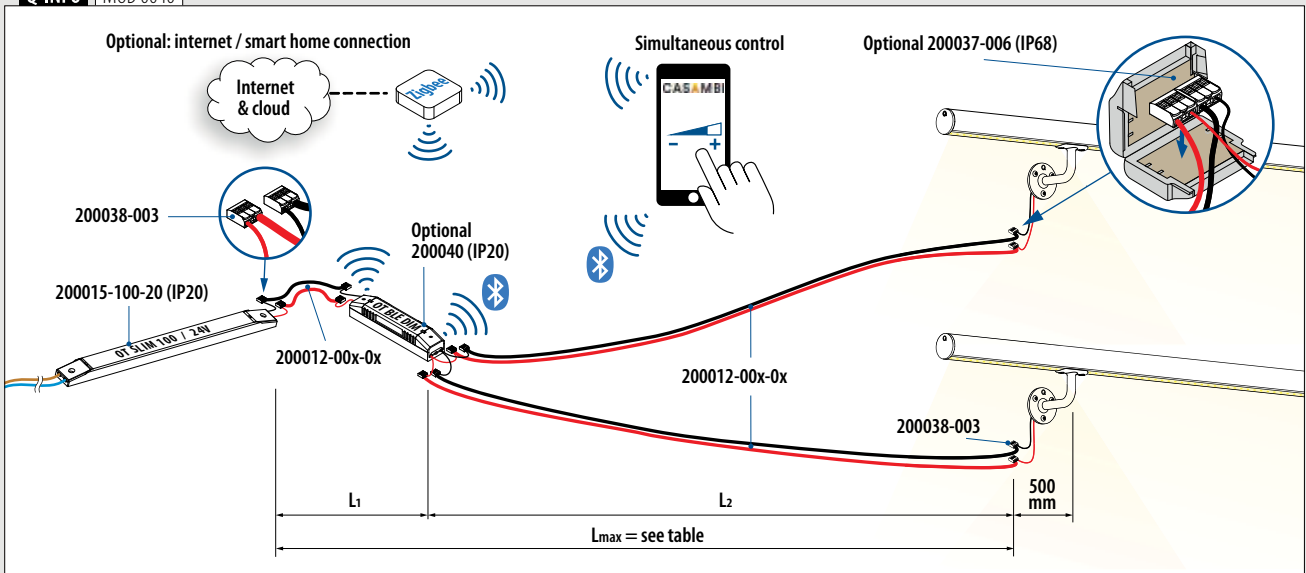 Q-INFO
Optional: internet / smart home connection
Simultaneous control
Optional 200037-006 (IP68)
Internet
& cloud
Zigbee
CASAMBI
- +
200038-003
Optional
200040 (IP20)
200015-100-20 (IP20)
OT BLE DIM
OT SLIM 100 / 24V
200012-00x-0x
200012-00x-0x
200038-003
L1
L2
500
mm
Lmax = see table